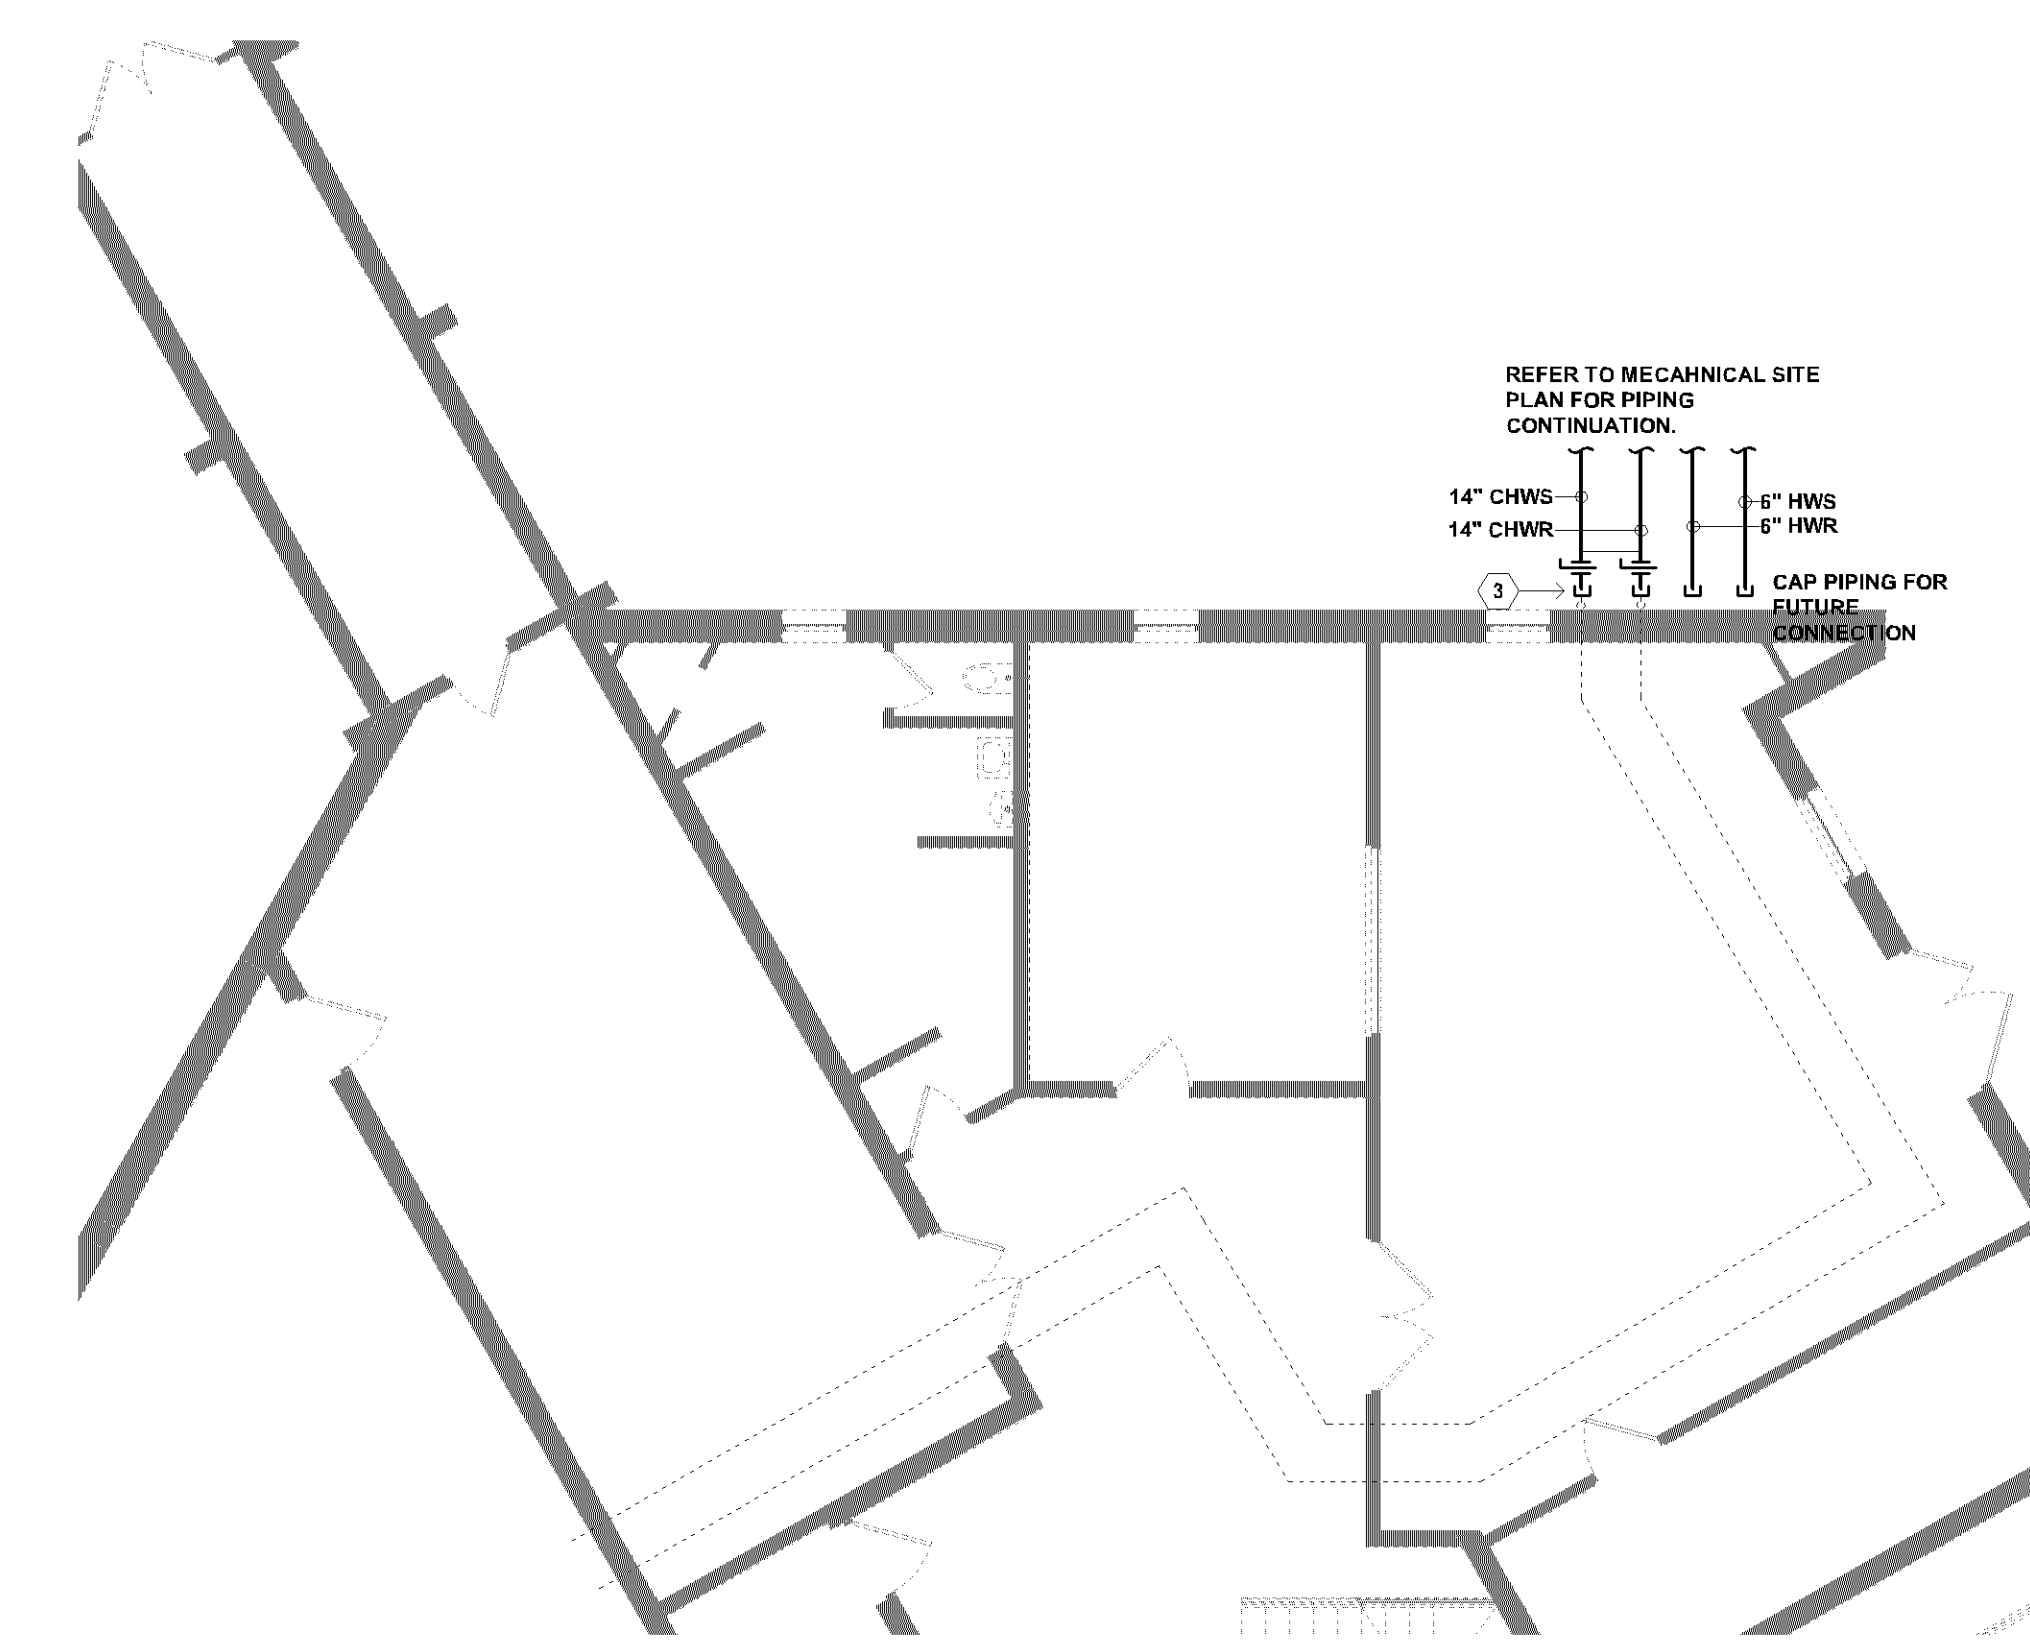 REFER TO MECAHNICAL SITE
PLAN FOR PIPING
CONTINUATION.
14" CHWS
6" HWS
14" CHWR
6" HWR
3
CAP PIPING FOR
FUTURE
CONNECTION